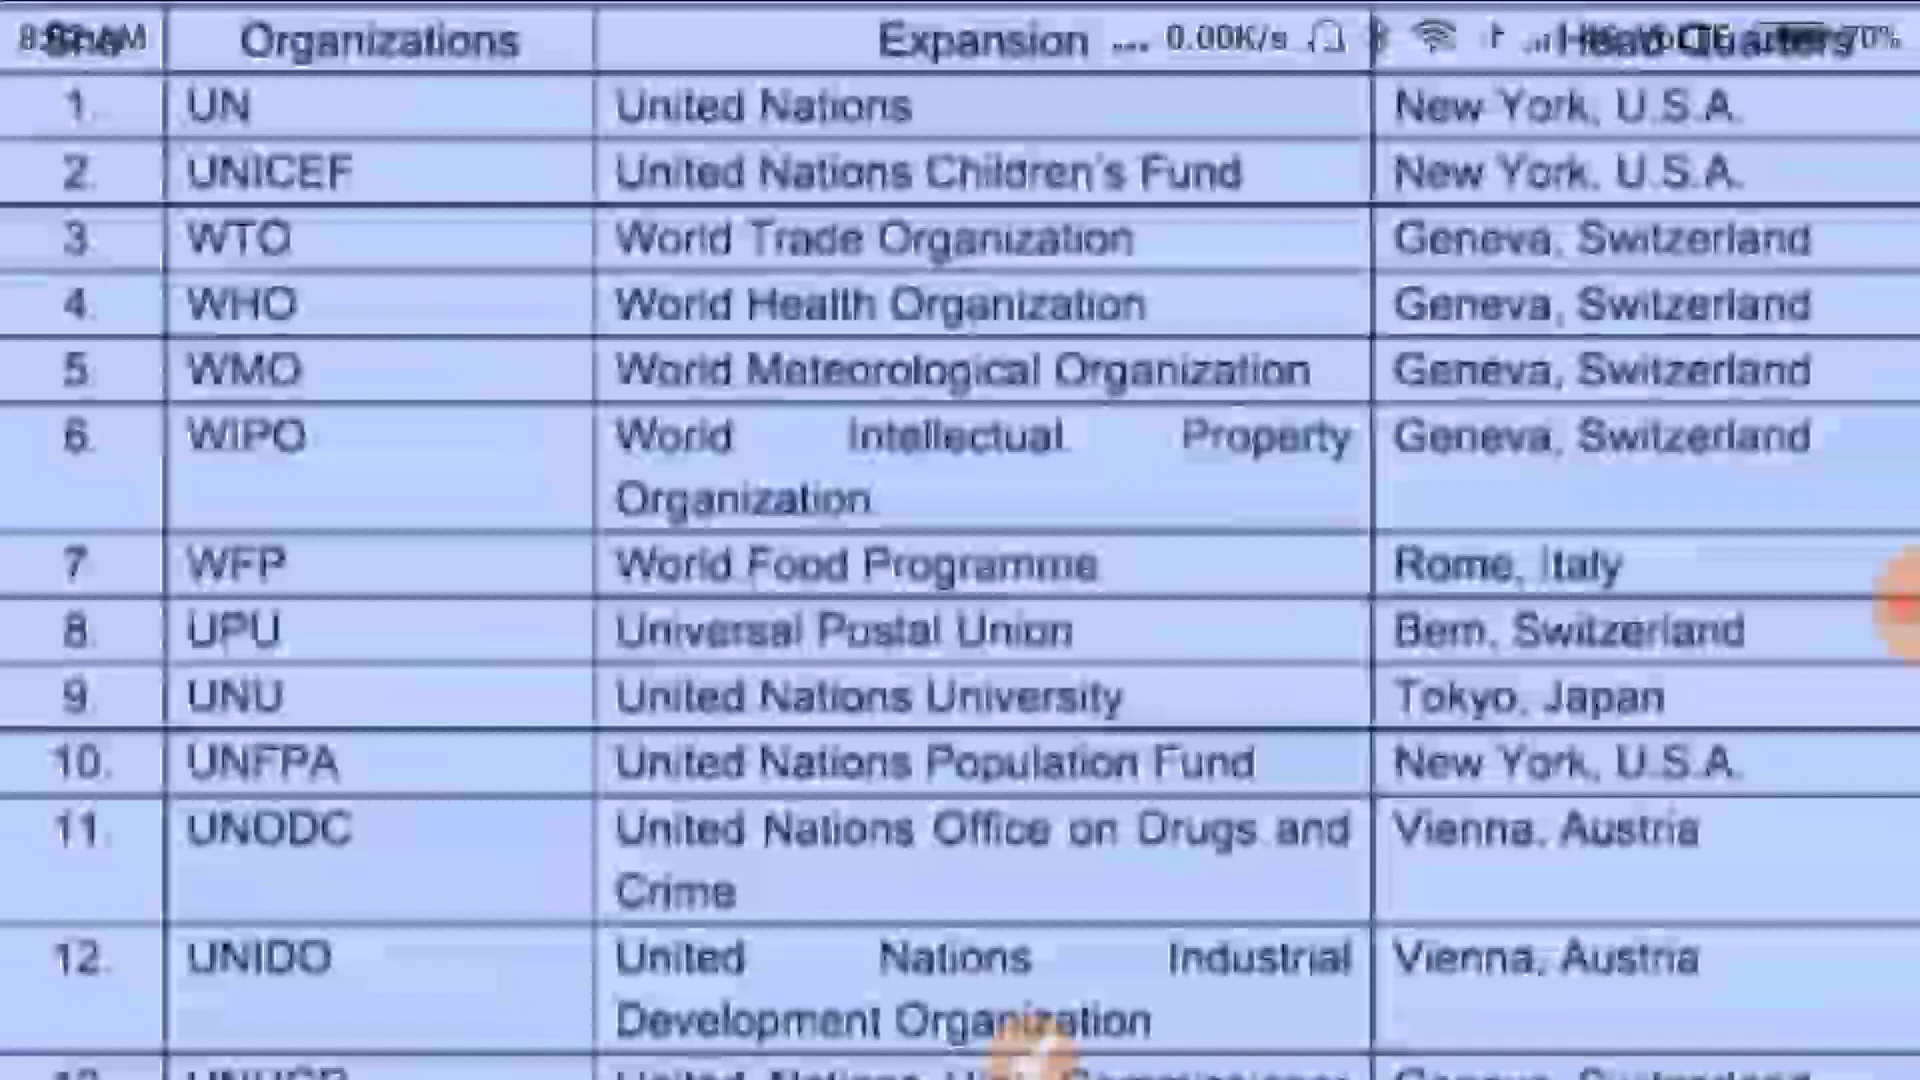 Organizations Expansion ... 0.00K/s Head Quarters 70%
1. UN United Nations New York, U.S.A.
2. UNICEF United Nations Children's Fund New York, U.S.A.
3. WTO World Trade Organization Geneva, Switzerland
4. WHO World Health Organization Geneva, Switzerland
5. WMO World Meteorological Organization Geneva, Switzerland
6. WIPO World Intellectual Property Geneva, Switzerland
Organization
7. WFP World Food Programme Rome, Italy
8. UPU Universal Postal Union Bern, Switzerland
9. UNU United Nations University Tokyo, Japan
10. UNFPA United Nations Population Fund New York, U.S.A.
11. UNODC United Nations Office on Drugs and Vienna, Austria
Crime
12. UNIDO United Nations Industrial Vienna, Austria
Development Organization